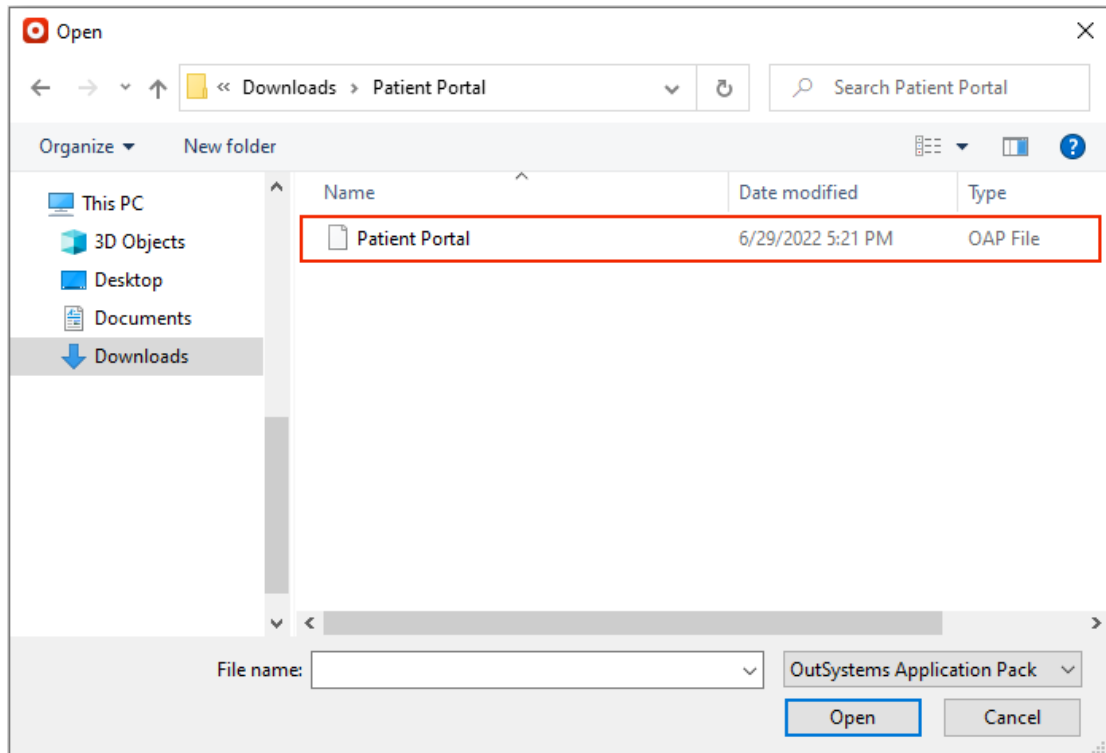 Open
« Downloads > Patient Portal
Search Patient Portal
Organize
New folder
?
This PC
3D Objects
Desktop
Documents
Downloads
Name Date modified Type
Patient Portal 6/29/2022 5:21 PM OAP File
File name:
OutSystems Application Pack
Open Cancel